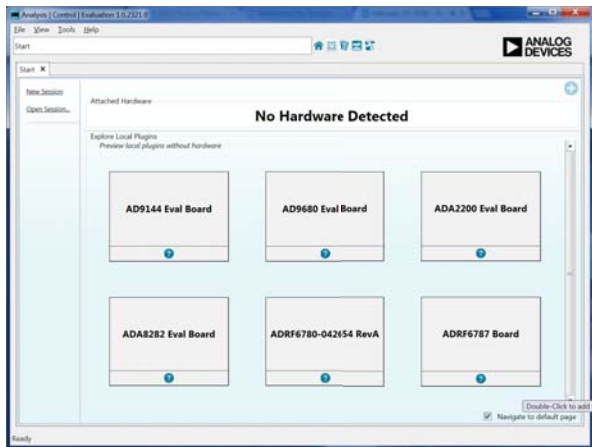 Analysis | Control | Evaluation 1.0.2321.0
File View Tools Help
Start
ANALOG
DEVICES
Start X
New Session
Open Session...
Attached Hardware
No Hardware Detected
Explore Local Plugins
Preview local plugins without hardware
AD9144 Eval Board
AD9680 Eval Board
ADA2200 Eval Board
ADA8282 Eval Board
ADRF6780-042654 RevA
ADRF6787 Board
Double-Click to add
Navigate to default page
Ready